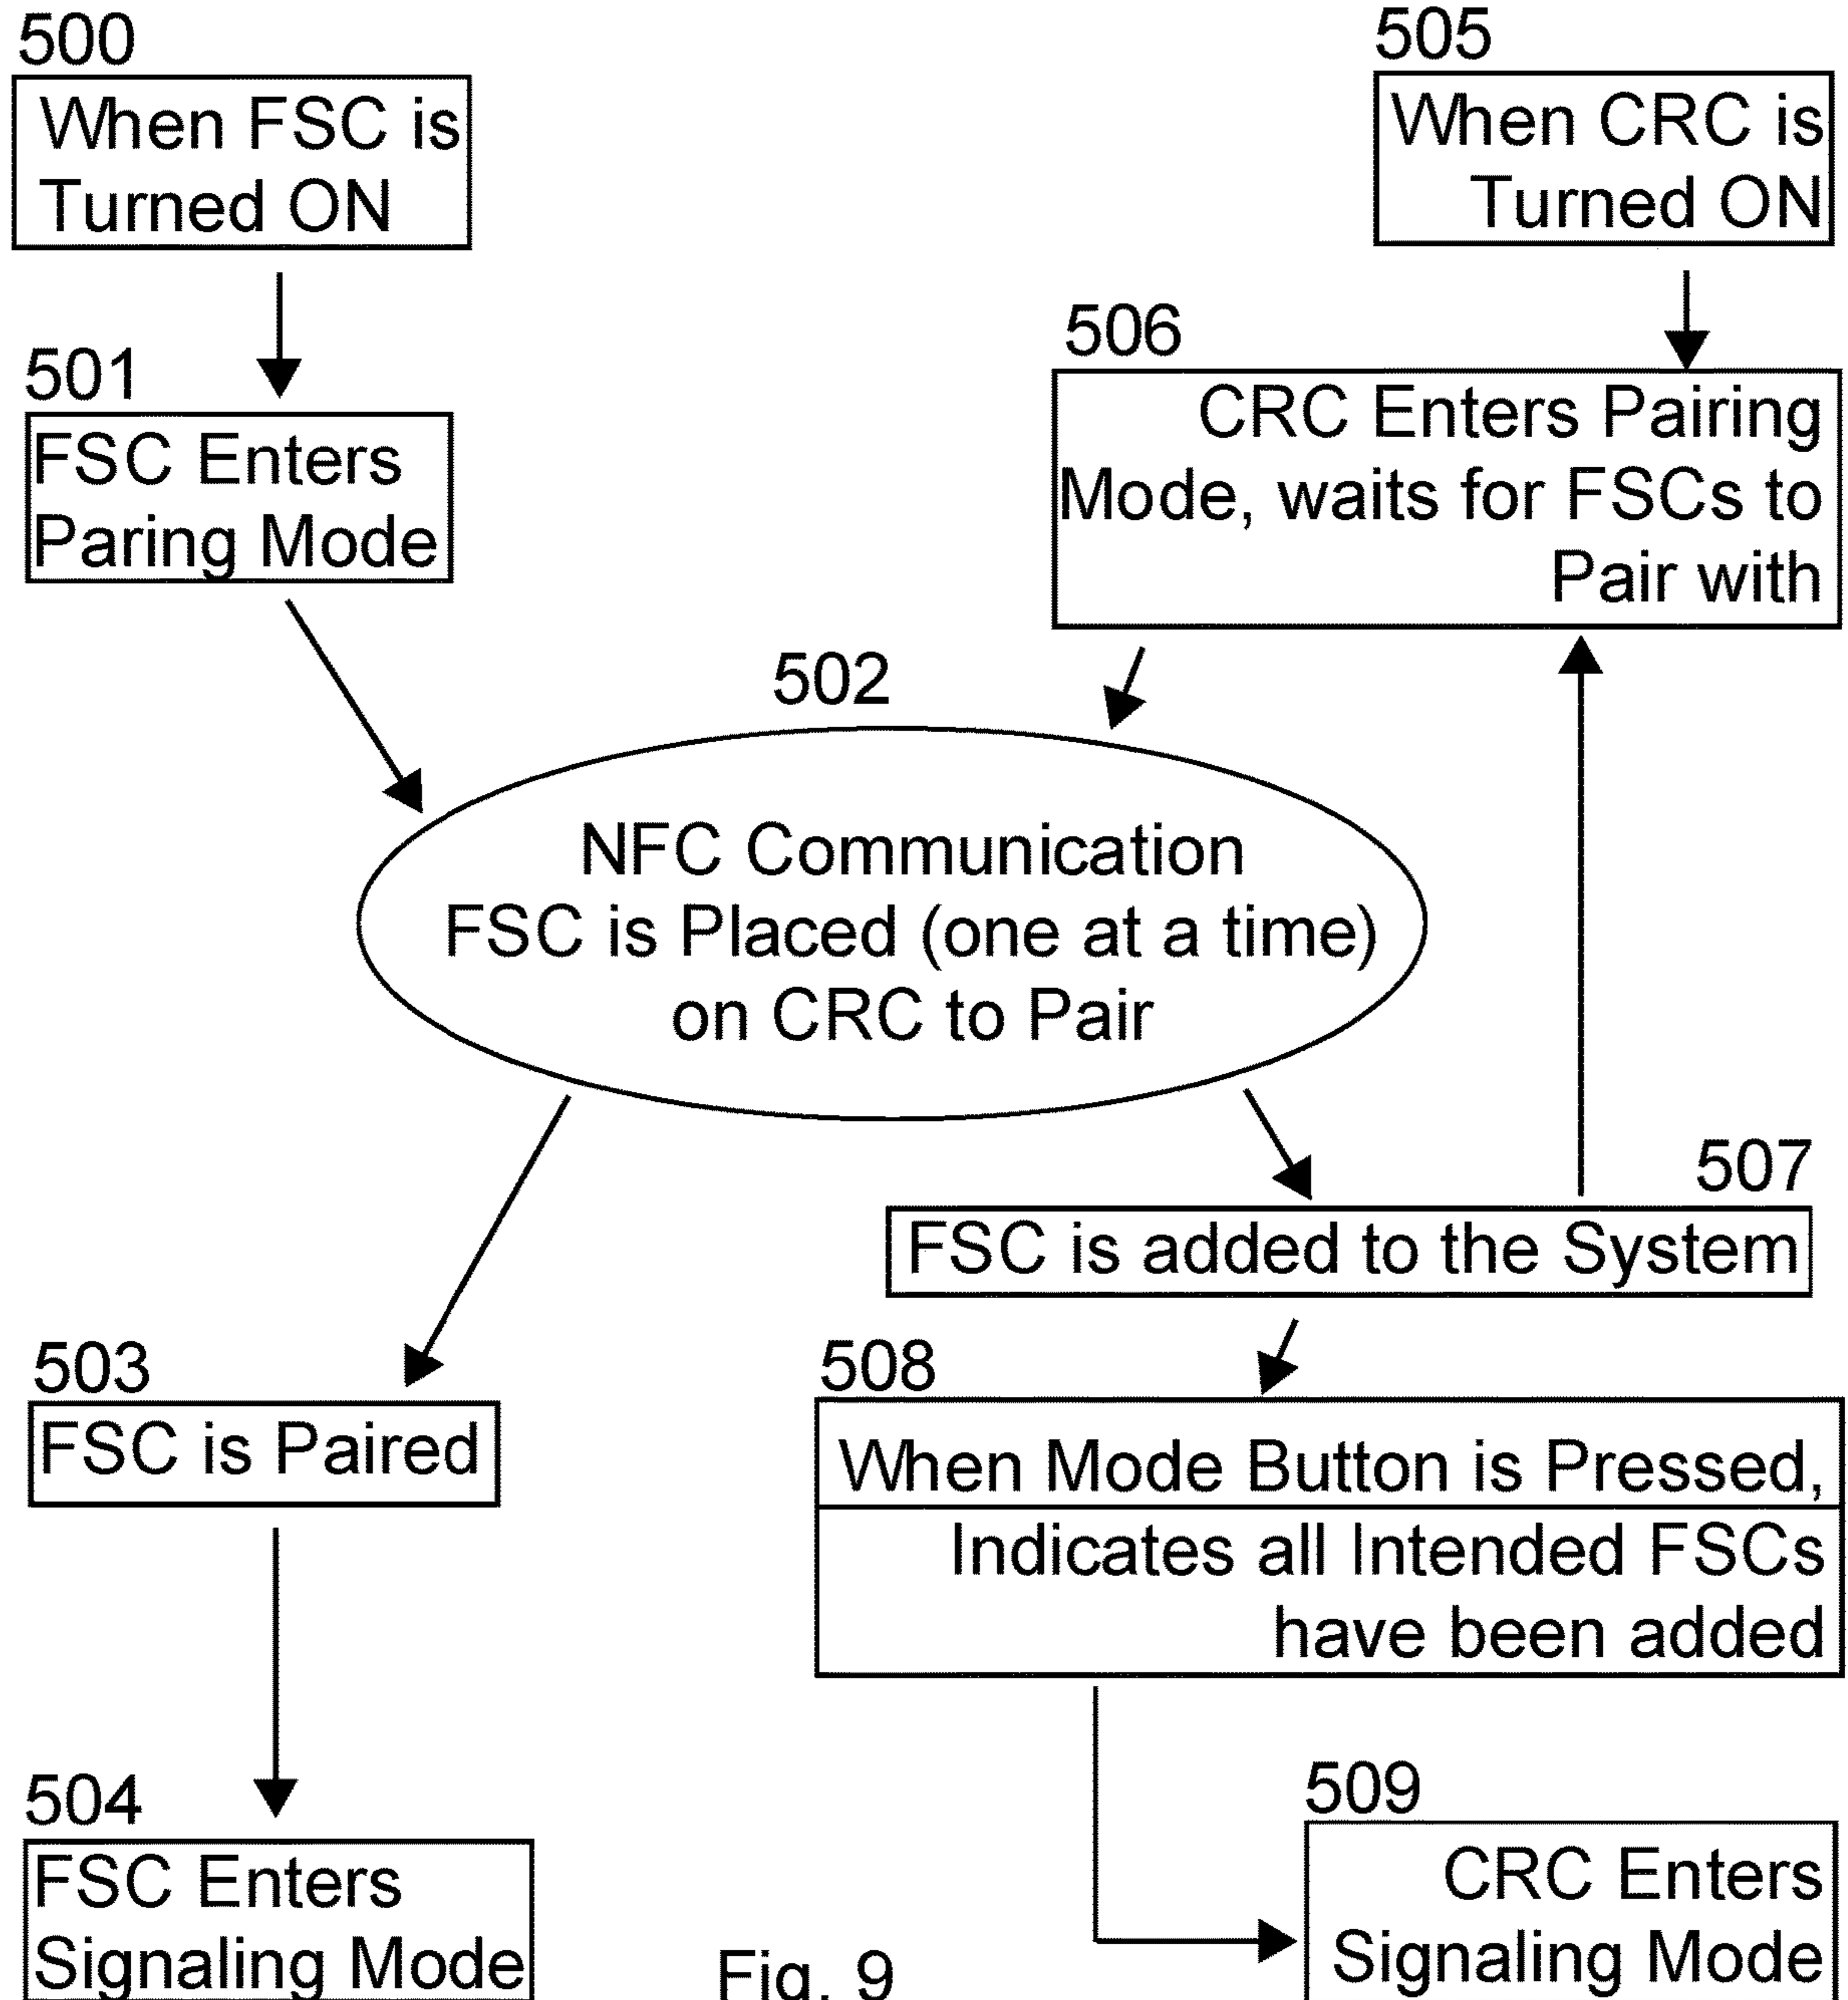 500
When FSC is
Turned ON
505
When CRC is
Turned ON
501
FSC Enters
Paring Mode
506
CRC Enters Pairing
Mode, waits for FSCs to
Pair with
502
NFC Communication
FSC is Placed (one at a time)
on CRC to Pair
507
FSC is added to the System
503
FSC is Paired
508
When Mode Button is Pressed,
Indicates all Intended FSCs
have been added
504
FSC Enters
Signaling Mode
509
CRC Enters
Signaling Mode
Fig. 9